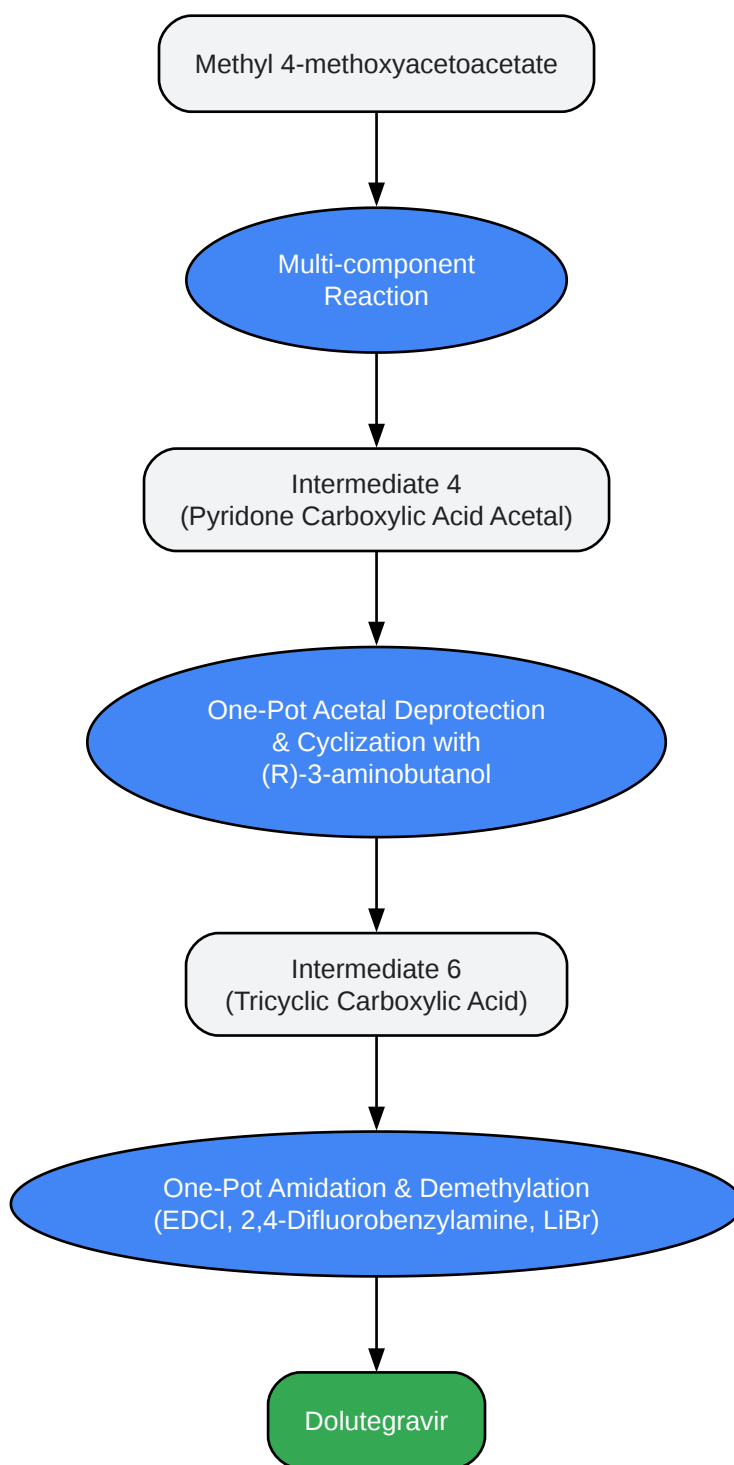 Methyl 4-methoxyacetoacetate
Multi-component
Reaction
Intermediate 4
(Pyridone Carboxylic Acid Acetal)
One-Pot Acetal Deprotection
& Cyclization with
(R)-3-aminobutanol
Intermediate 6
(Tricyclic Carboxylic Acid)
One-Pot Amidation & Demethylation
(EDCI, 2,4-Difluorobenzylamine, LiBr)
Dolutegravir